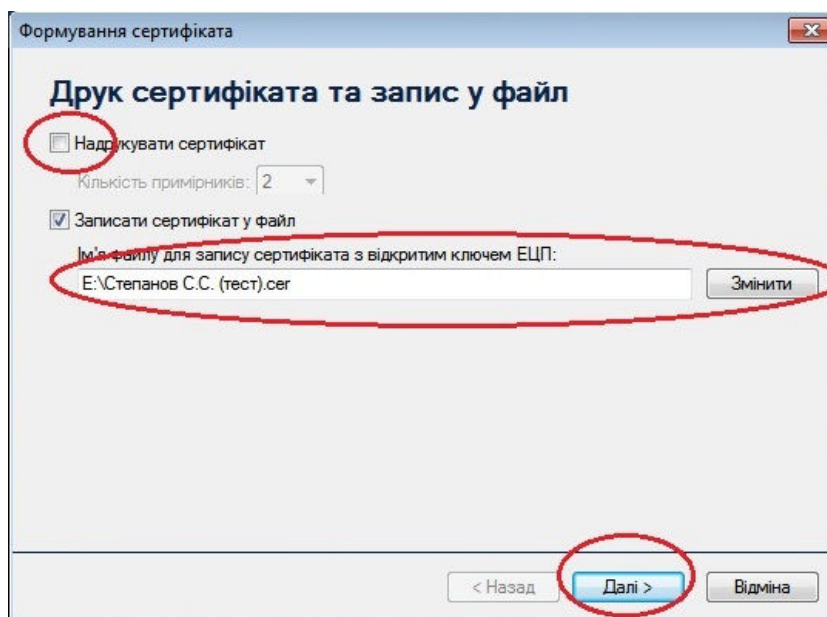 Формування сертифіката
Друк сертифіката та запис у файл
Надрукувати сертифікат
Кількість примірників: 2
Записати сертифікат у файл
Ім'я файлу для запису сертифіката з відкритим ключем ЕЦП:
E:\Степанов С.С. (тест).cer Змінити
< Назад Далі > Відміна